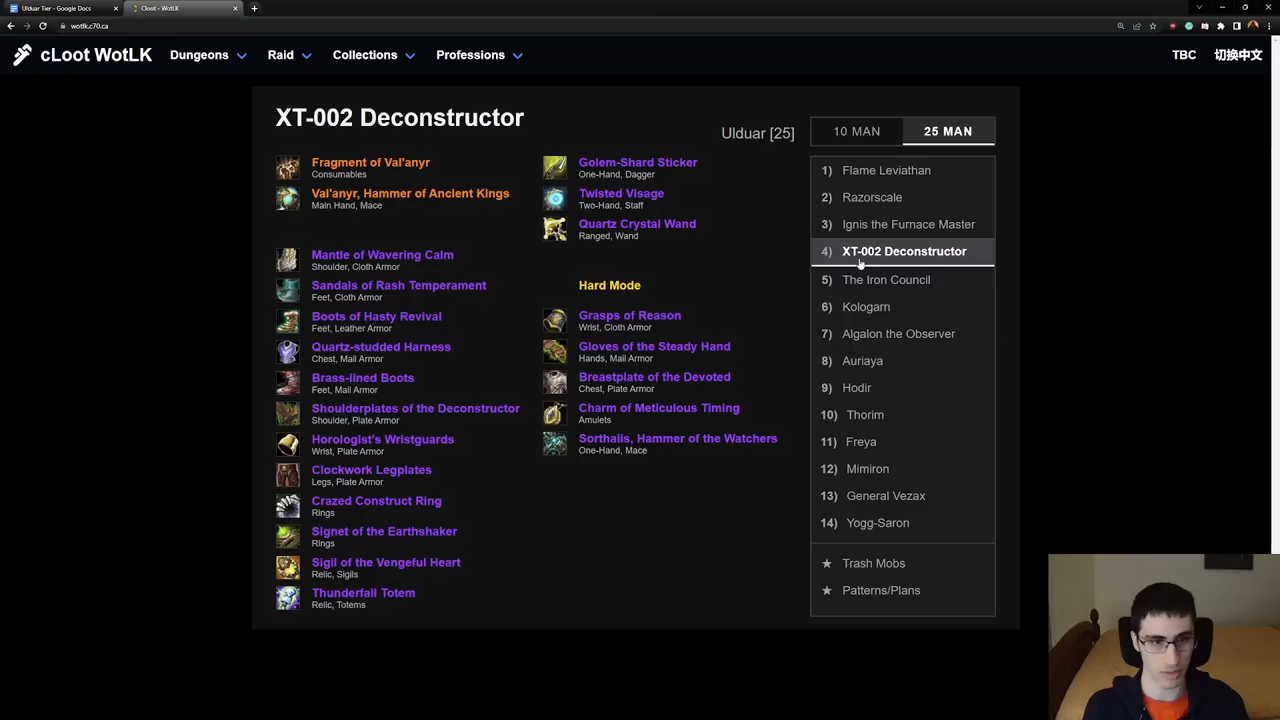 Ulduar Tier - Google Docs
Cloot - WotLK
wotlk.c70.ca
cLoot WotLK
Dungeons
Raid
Collections
Professions
TBC
切换中文
XT-002 Deconstructor
Ulduar [25]
10 MAN
25 MAN
Fragment of Val'anyr
Consumables
Val'anyr, Hammer of Ancient Kings
Main Hand, Mace
Mantle of Wavering Calm
Shoulder, Cloth Armor
Sandals of Rash Temperament
Feet, Cloth Armor
Boots of Hasty Revival
Feet, Leather Armor
Quartz-studded Harness
Chest, Mail Armor
Brass-lined Boots
Feet, Mail Armor
Shoulderplates of the Deconstructor
Shoulder, Plate Armor
Horologist's Wristguards
Wrist, Plate Armor
Clockwork Legplates
Legs, Plate Armor
Crazed Construct Ring
Rings
Signet of the Earthshaker
Rings
Sigil of the Vengeful Heart
Relic, Sigils
Thunderfall Totem
Relic, Totems
Golem-Shard Sticker
One-Hand, Dagger
Twisted Visage
Two-Hand, Staff
Quartz Crystal Wand
Ranged, Wand
Hard Mode
Grasps of Reason
Wrist, Cloth Armor
Gloves of the Steady Hand
Hands, Mail Armor
Breastplate of the Devoted
Chest, Plate Armor
Charm of Meticulous Timing
Amulets
Sorthalis, Hammer of the Watchers
One-Hand, Mace
1) Flame Leviathan
2) Razorscale
3) Ignis the Furnace Master
4) XT-002 Deconstructor
5) The Iron Council
6) Kologarn
7) Algalon the Observer
8) Auriaya
9) Hodir
10) Thorim
11) Freya
12) Mimiron
13) General Vezax
14) Yogg-Saron
★ Trash Mobs
★ Patterns/Plans